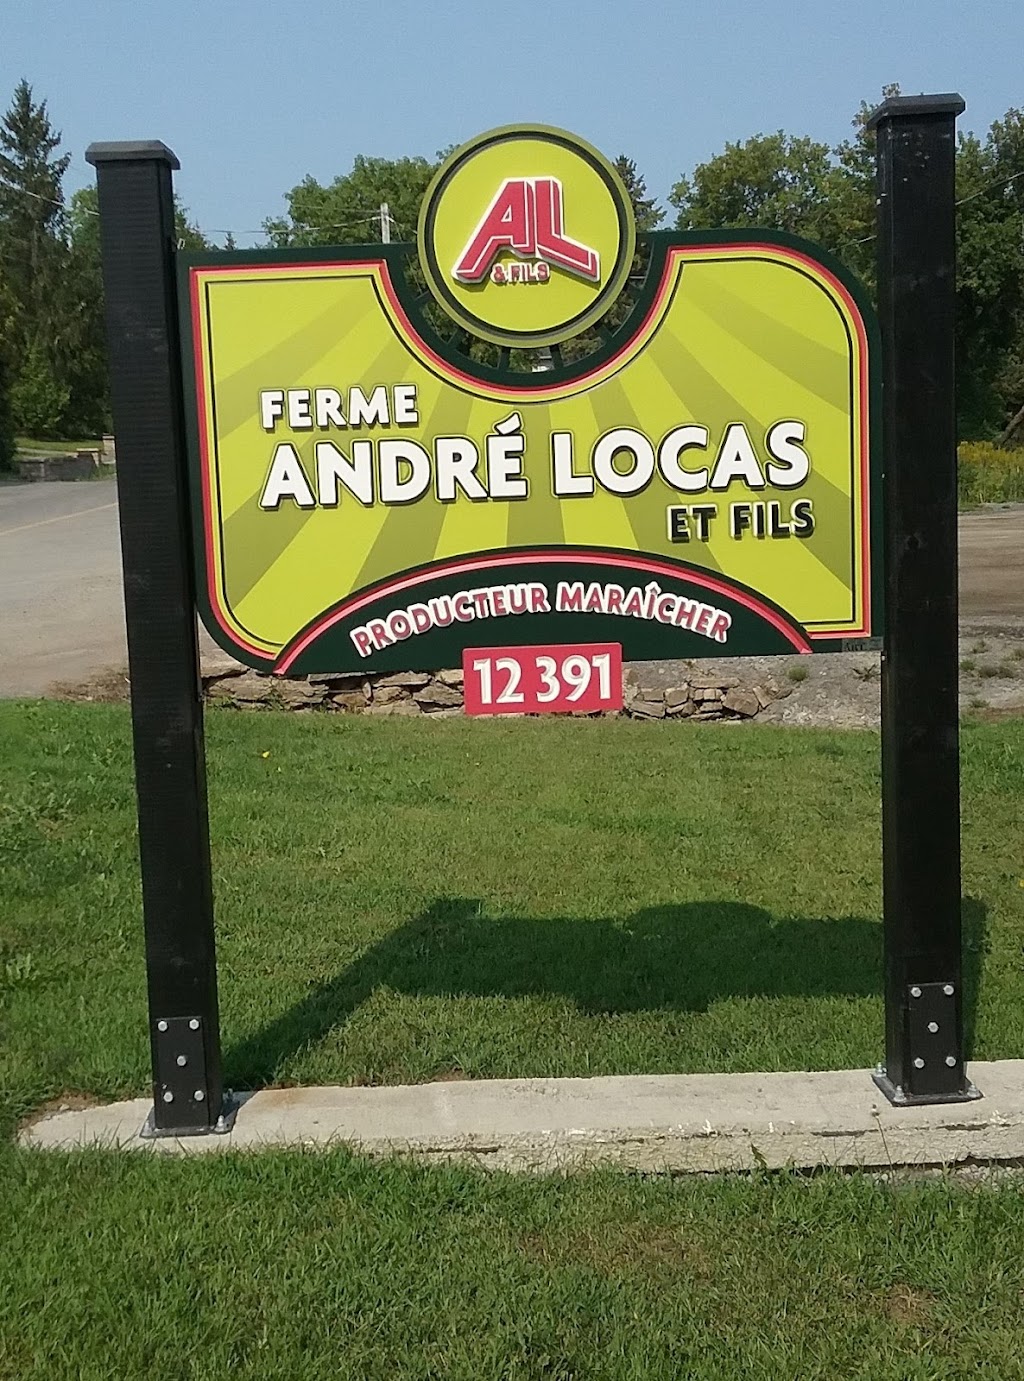 AL
& FILS
FERME
ANDRÉ LOCAS
ET FILS
PRODUCTEUR MARAÎCHER
12 391